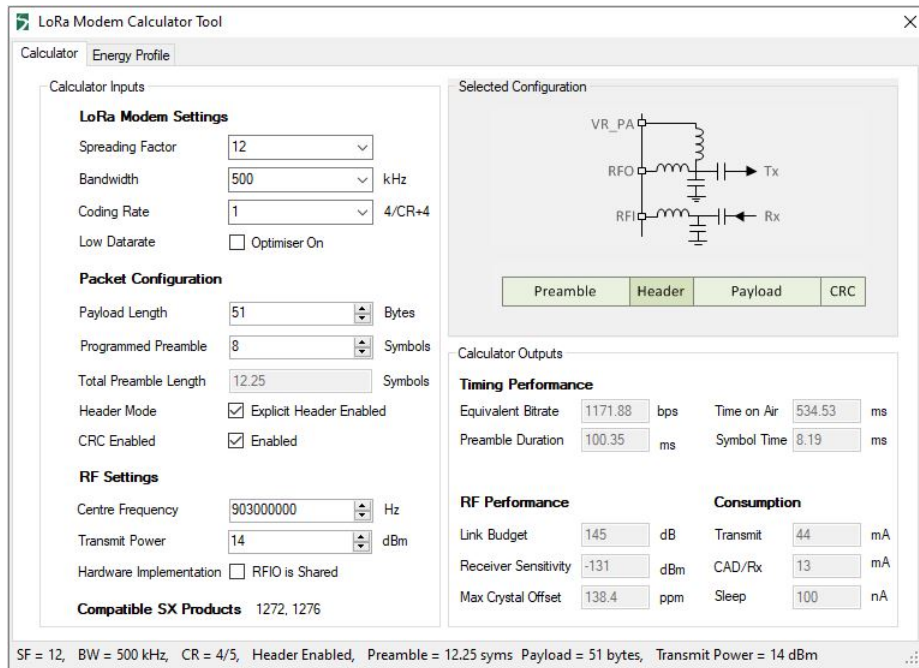 LoRa Modem Calculator Tool
Calculator
Energy Profile
Calculator Inputs
LoRa Modem Settings
Spreading Factor 12
Bandwidth 500 kHz
Coding Rate 1 4/CR+4
Low Datarate Optimiser On
Packet Configuration
Payload Length 51 Bytes
Programmed Preamble 8 Symbols
Total Preamble Length 12.25 Symbols
Header Mode Explicit Header Enabled
CRC Enabled Enabled
RF Settings
Centre Frequency 903000000 Hz
Transmit Power 14 dBm
Hardware Implementation RFIO is Shared
Compatible SX Products 1272, 1276
Selected Configuration
VR_PA
RFO Tx
RFI Rx
Preamble Header Payload CRC
Calculator Outputs
Timing Performance
Equivalent Bitrate 1171.88 bps Time on Air 534.53 ms
Preamble Duration 100.35 ms Symbol Time 8.19 ms
RF Performance Consumption
Link Budget 145 dB Transmit 44 mA
Receiver Sensitivity -131 dBm CAD/Rx 13 mA
Max Crystal Offset 138.4 ppm Sleep 100 nA
SF = 12, BW = 500 kHz, CR = 4/5, Header Enabled, Preamble = 12.25 syms Payload = 51 bytes, Transmit Power = 14 dBm